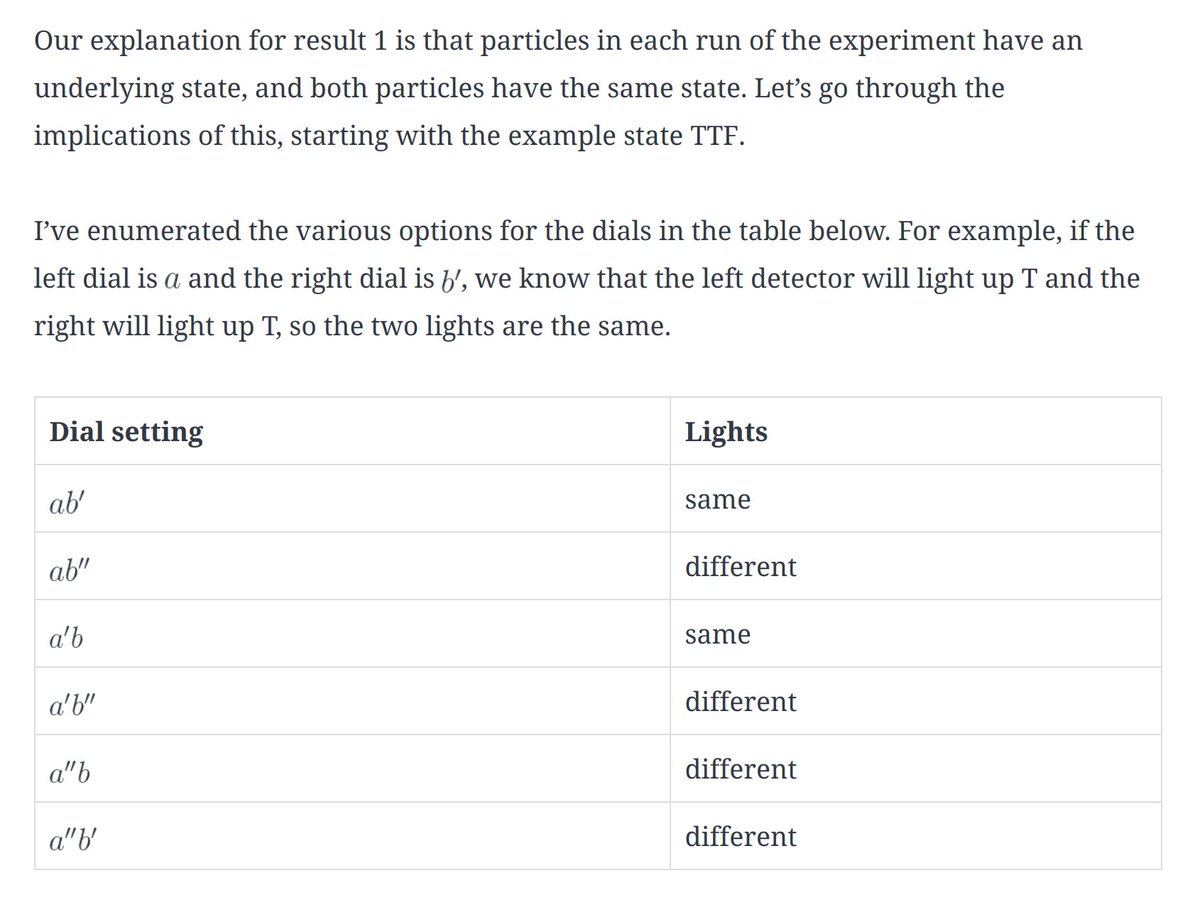 Our explanation for result 1 is that particles in each run of the experiment have an
underlying state, and both particles have the same state. Let’s go through the
implications of this, starting with the example state TTF.
I’ve enumerated the various options for the dials in the table below. For example, if the
left dial is a and the right dial is b′, we know that the left detector will light up T and the
right will light up T, so the two lights are the same.
Dial setting Lights
ab′ same
ab″ different
a′b same
a′b″ different
a″b different
a″b′ different